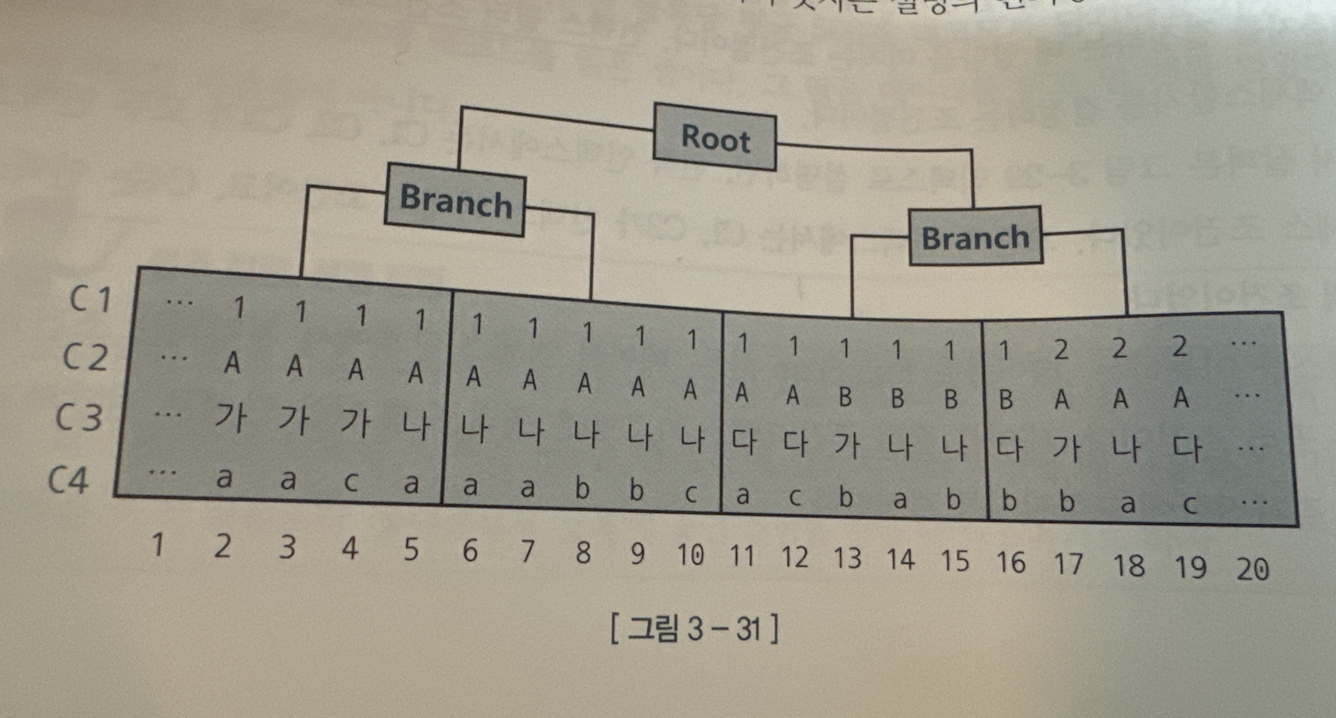 Root
Branch
Branch
C1 ... 1 1 1 1 1 1 1 1 1 1 1 1 1 1 1 2 2 2 ...
C2 ... A A A A A A A A A A A B B B B A A A ...
C3 ... 가 가 가 나 나 나 나 나 나 다 다 가 나 나 다 가 나 다 ...
C4 ... a a c a a a b b c a c b a b b b a c ...
1 2 3 4 5 6 7 8 9 10 11 12 13 14 15 16 17 18 19 20
[ 그림 3-31 ]